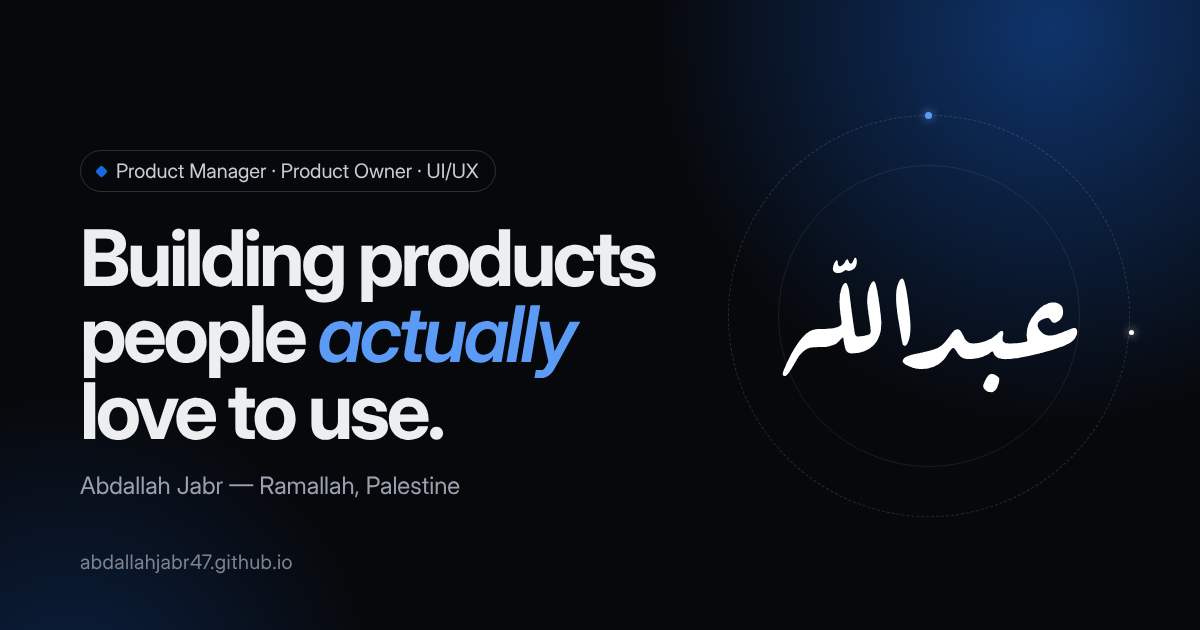 Product Manager · Product Owner · UI/UX
Building products
people actually
love to use.
Abdallah Jabr — Ramallah, Palestine
abdallahjabr47.github.io
عبداللّه